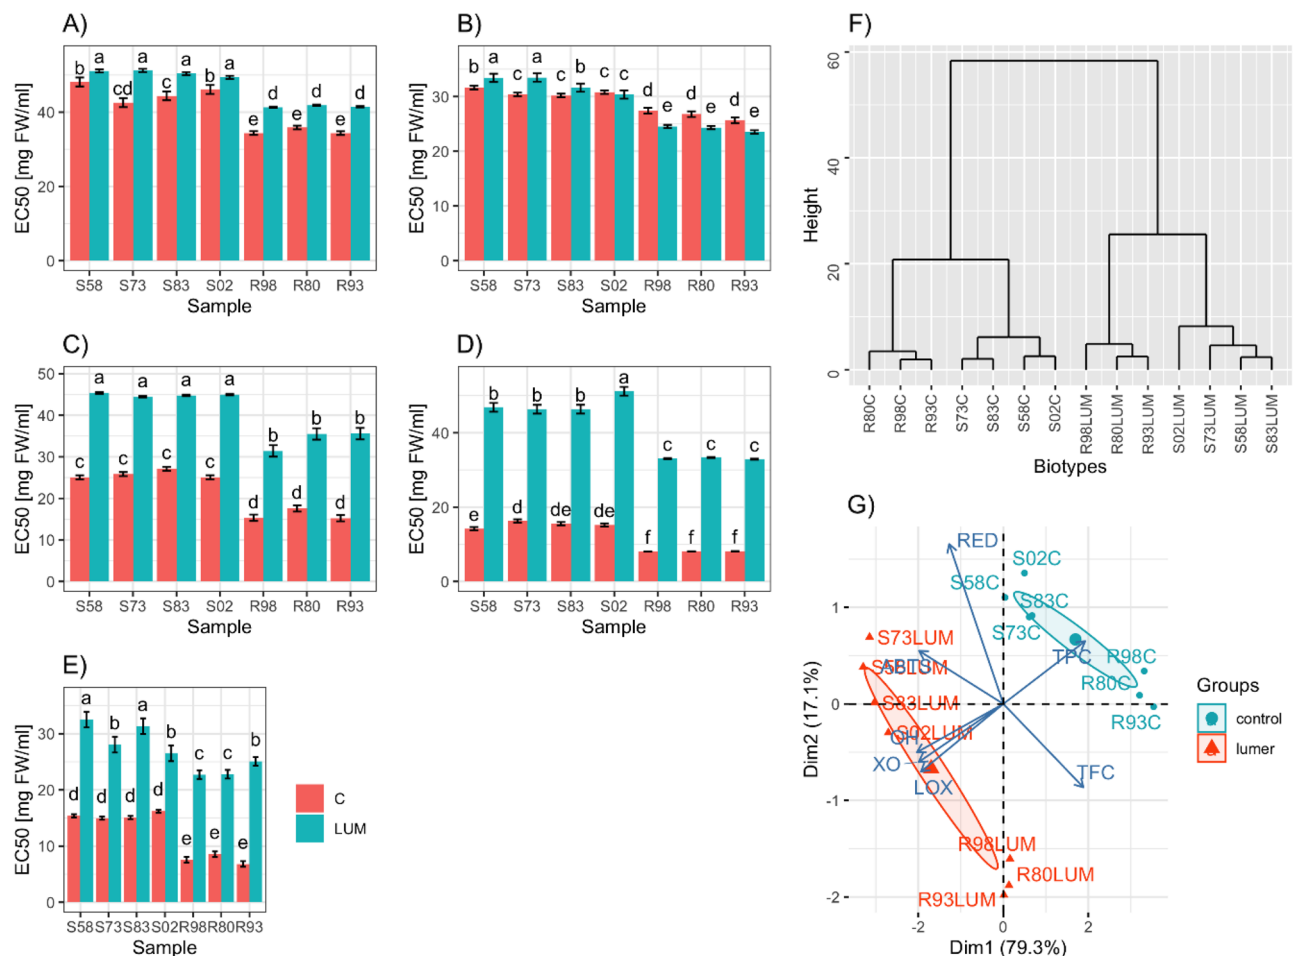 A)
EC50 [mg FW/ml]
40
20
0
b a cd a c a b a e d e d e d
S58 S73 S83 S02 R98 R80 R93
Sample
B)
EC50 [mg FW/ml]
30
20
10
0
b a c a c b c c d e d e d e
S58 S73 S83 S02 R98 R80 R93
Sample
C)
EC50 [mg FW/ml]
50
40
30
20
10
0
c a c a c a c a d b d b d b
S58 S73 S83 S02 R98 R80 R93
Sample
D)
EC50 [mg FW/ml]
40
20
0
e b d b de b de a f c f c f c
S58 S73 S83 S02 R98 R80 R93
Sample
E)
EC50 [mg FW/ml]
30
20
10
0
d a d b d a d b e c e c e b
S58 S73 S83 S02 R98 R80 R93
Sample
C
LUM
F)
Height
60
40
20
0
R80C R98C R93C S73C S83C S58C S02C R98LUM R80LUM R93LUM S02LUM S73LUM S58LUM S83LUM
Biotypes
G)
Dim2 (17.1%)
1
0
-1
-2
RED
S02C
S58C
S83C
S73C
S73LUM
TPC R98C
S58LUM
ABTS
R80C
S83LUM
R93C
S02LUM
OH
XO
TFC
LOX
R98LUM
R80LUM
R93LUM
-2 0 2
Dim1 (79.3%)
Groups
control
lumer